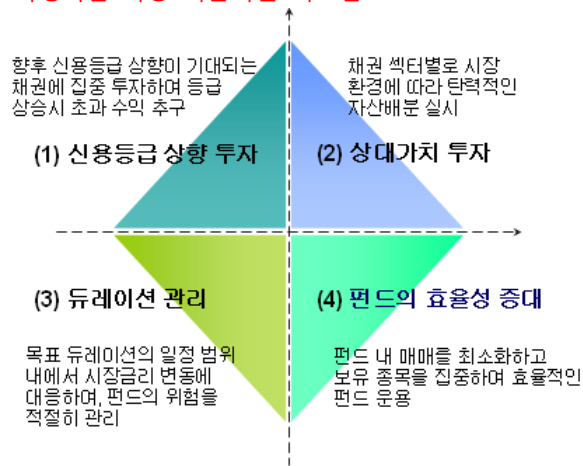 향후 신용등급 상향이 기대되는
채권에 집중 투자하며 등급
상승시 초과 수익 추구
(1) 신용등급 상향 투자
채권 섹터별로 시장
환경에 따라 탄력적인
자산배분 실시
(2) 상대가치 투자
(3) 듀레이션 관리
목표 듀레이션의 일정 범위
내에서 시장금리 변동에
대응하여, 펀드의 위험을
적절히 관리
(4) 펀드의 효율성 증대
펀드 내 매매를 최소화하고
보유 종목을 집중하여 효율적인
펀드 운용